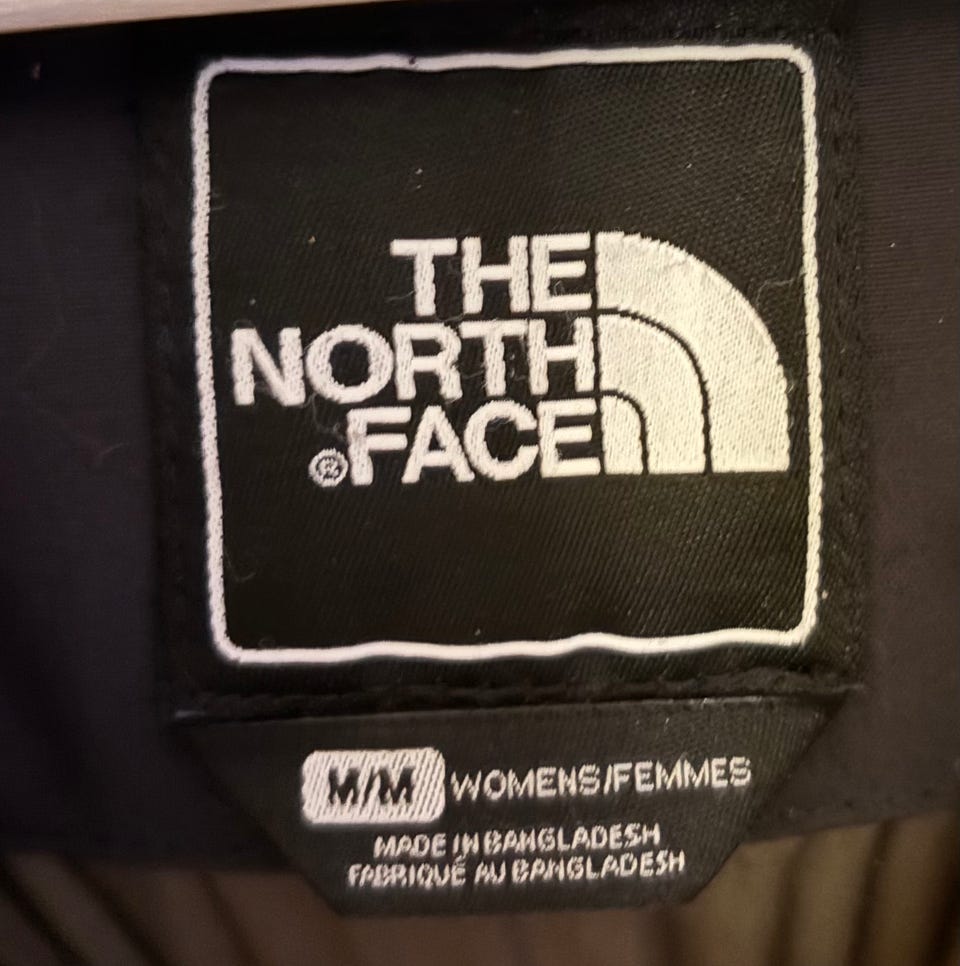 THE
NORTH
®FACE
M/M WOMENS/FEMMES
MADE IN BANGLADESH
FABRIQUÉ AU BANGLADESH